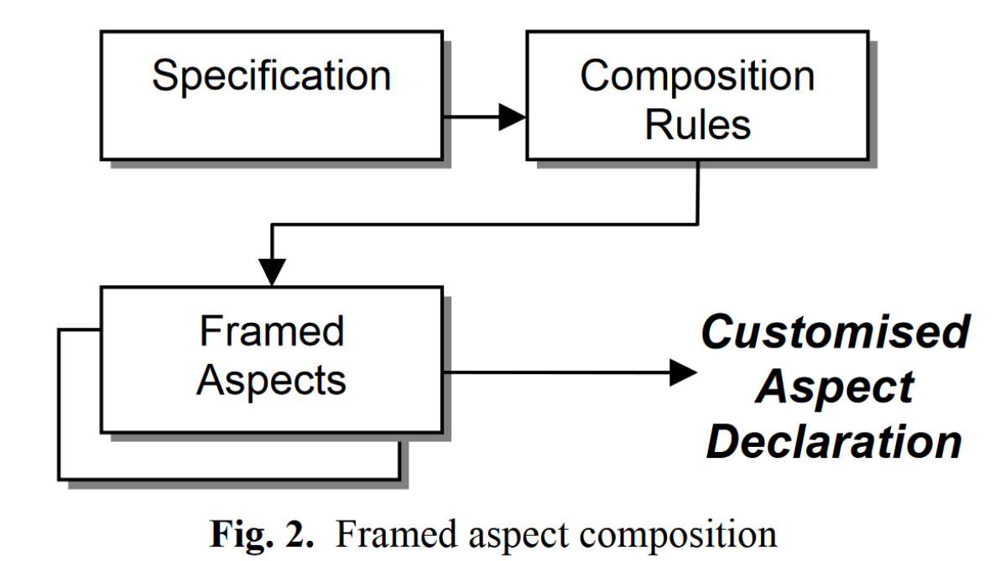 Specification
Composition
Rules
Framed
Aspects
Customised
Aspect
Declaration
Fig. 2. Framed aspect composition